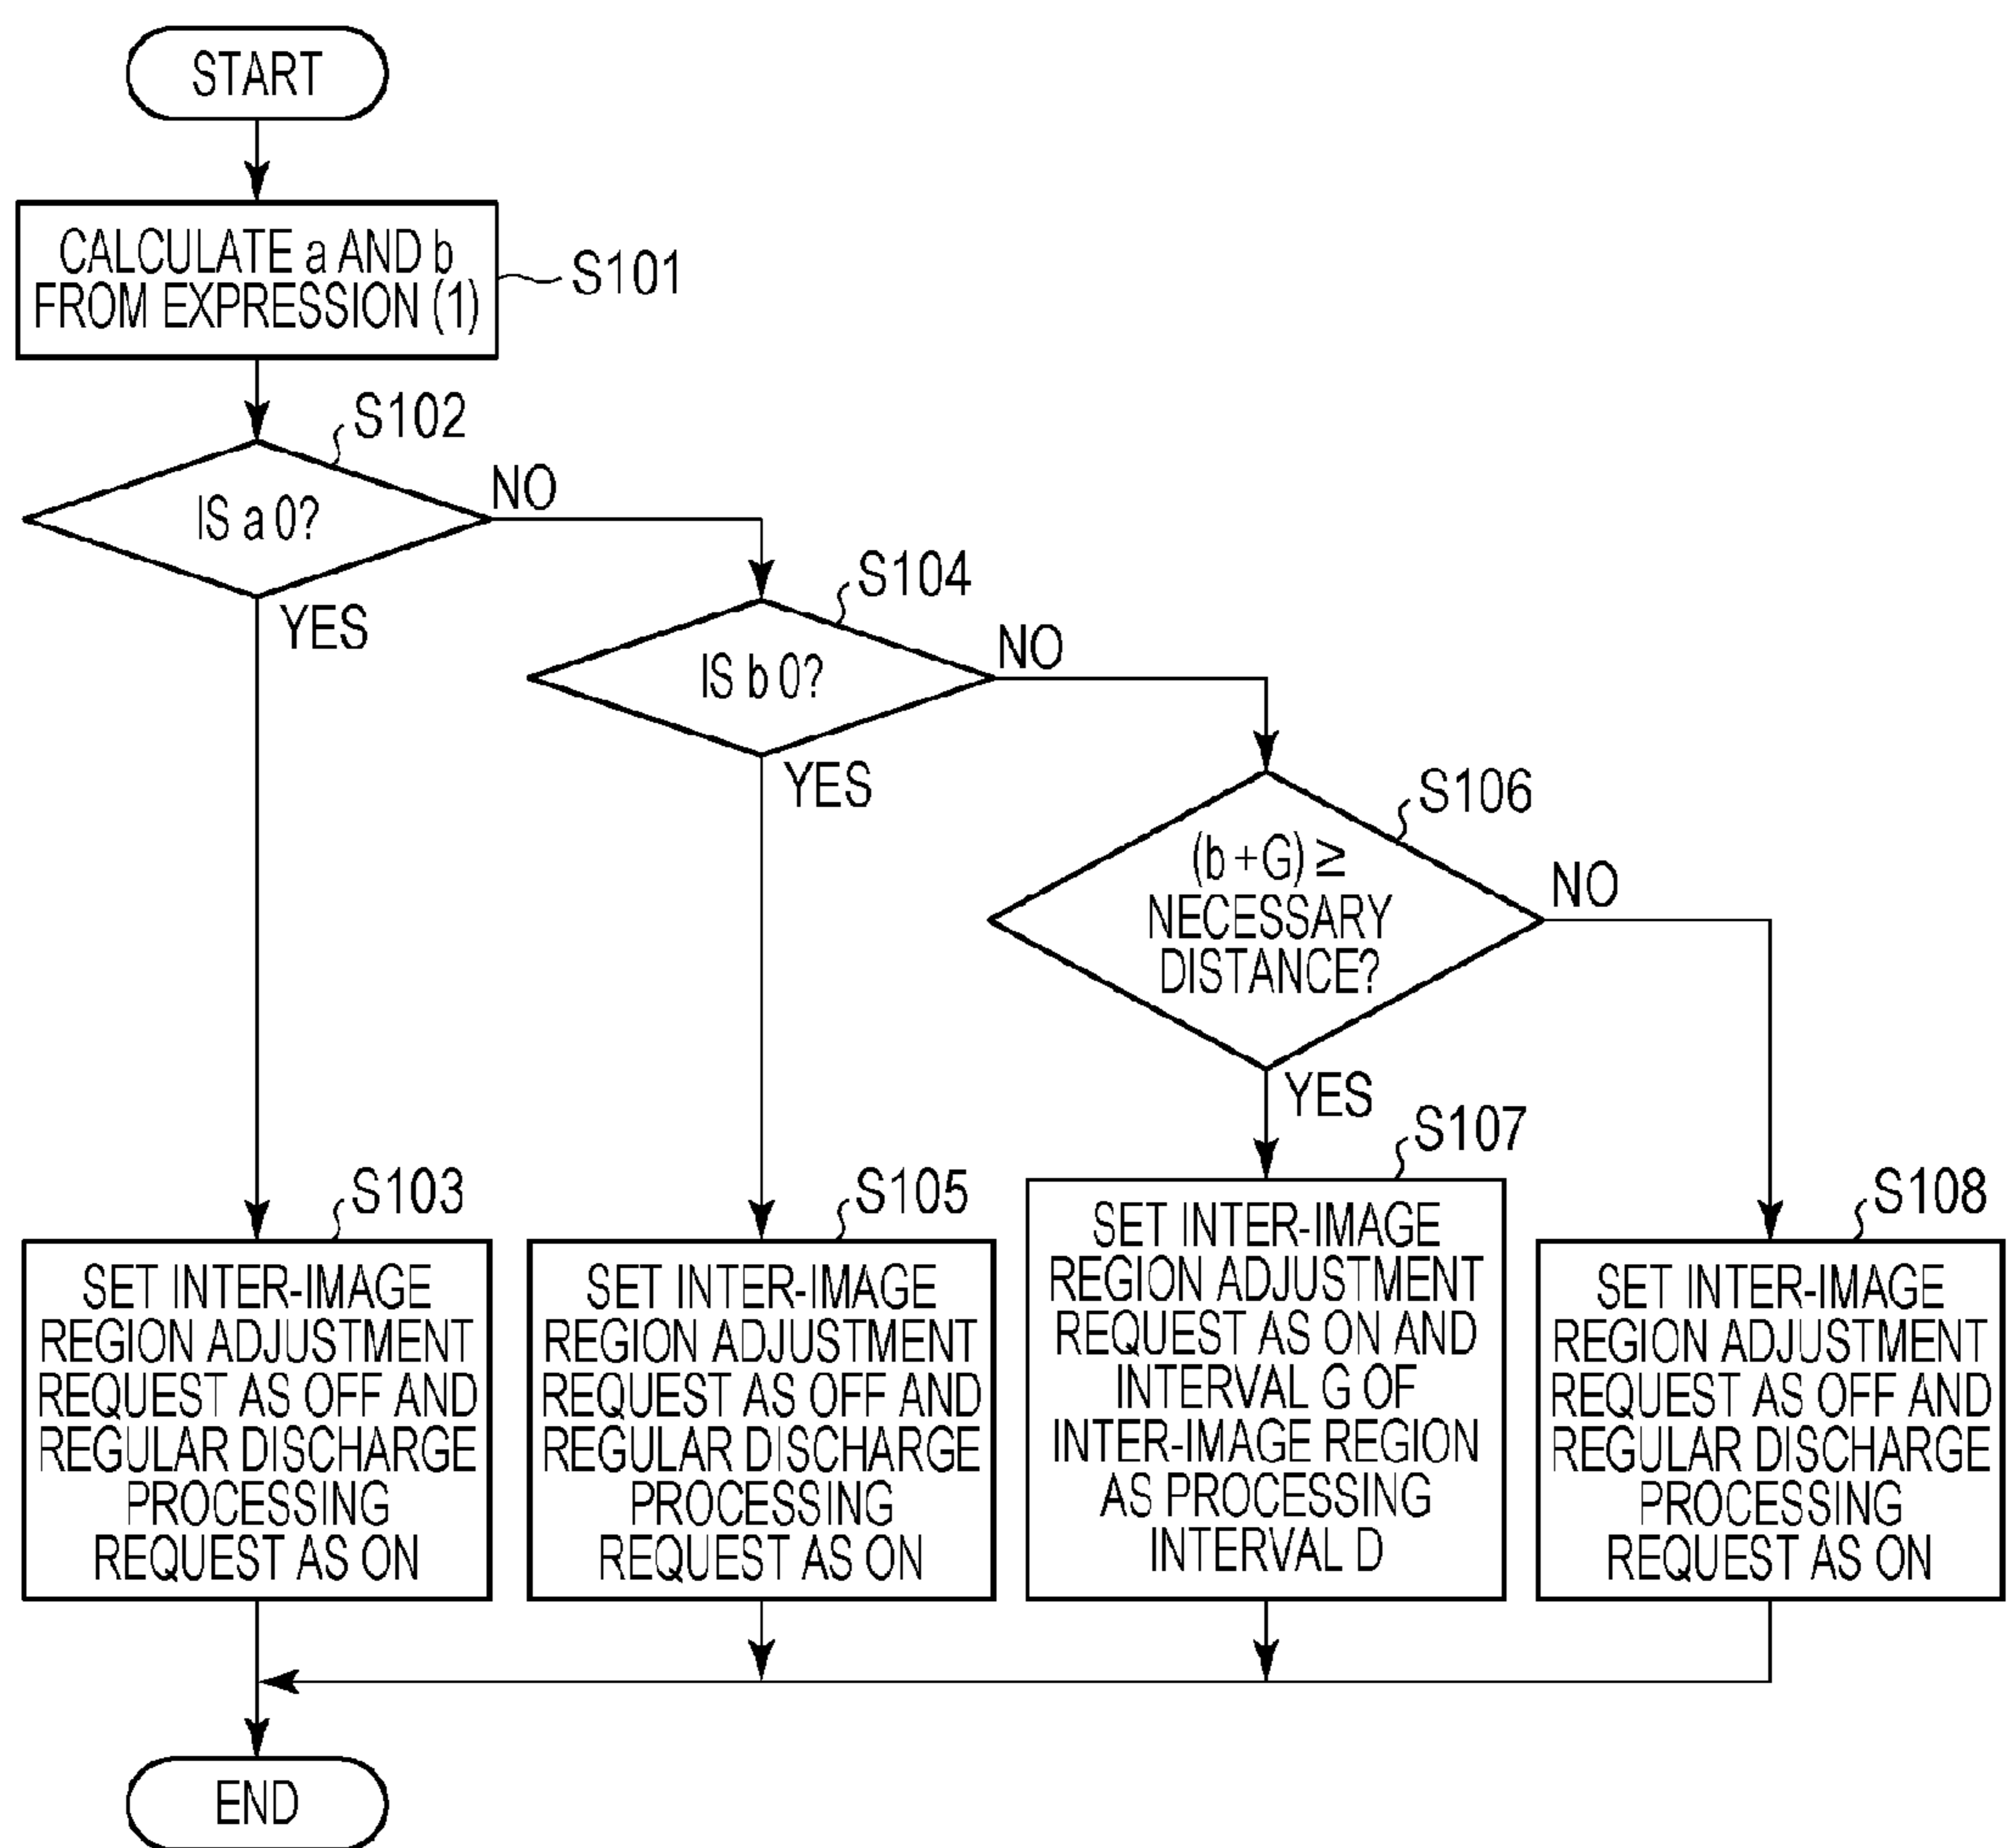 START
CALCULATE a AND b
FROM EXPRESSION (1)
S101
S102
IS a 0?
NO
YES
S104
IS b 0?
NO
YES
S106
(b+G) ≥
NECESSARY
DISTANCE?
NO
YES
S103
SET INTER-IMAGE
REGION ADJUSTMENT
REQUEST AS OFF AND
REGULAR DISCHARGE
PROCESSING
REQUEST AS ON
S105
SET INTER-IMAGE
REGION ADJUSTMENT
REQUEST AS OFF AND
REGULAR DISCHARGE
PROCESSING
REQUEST AS ON
S107
SET INTER-IMAGE
REGION ADJUSTMENT
REQUEST AS ON AND
INTERVAL G OF
INTER-IMAGE REGION
AS PROCESSING
INTERVAL D
S108
SET INTER-IMAGE
REGION ADJUSTMENT
REQUEST AS OFF AND
REGULAR DISCHARGE
PROCESSING
REQUEST AS ON
END